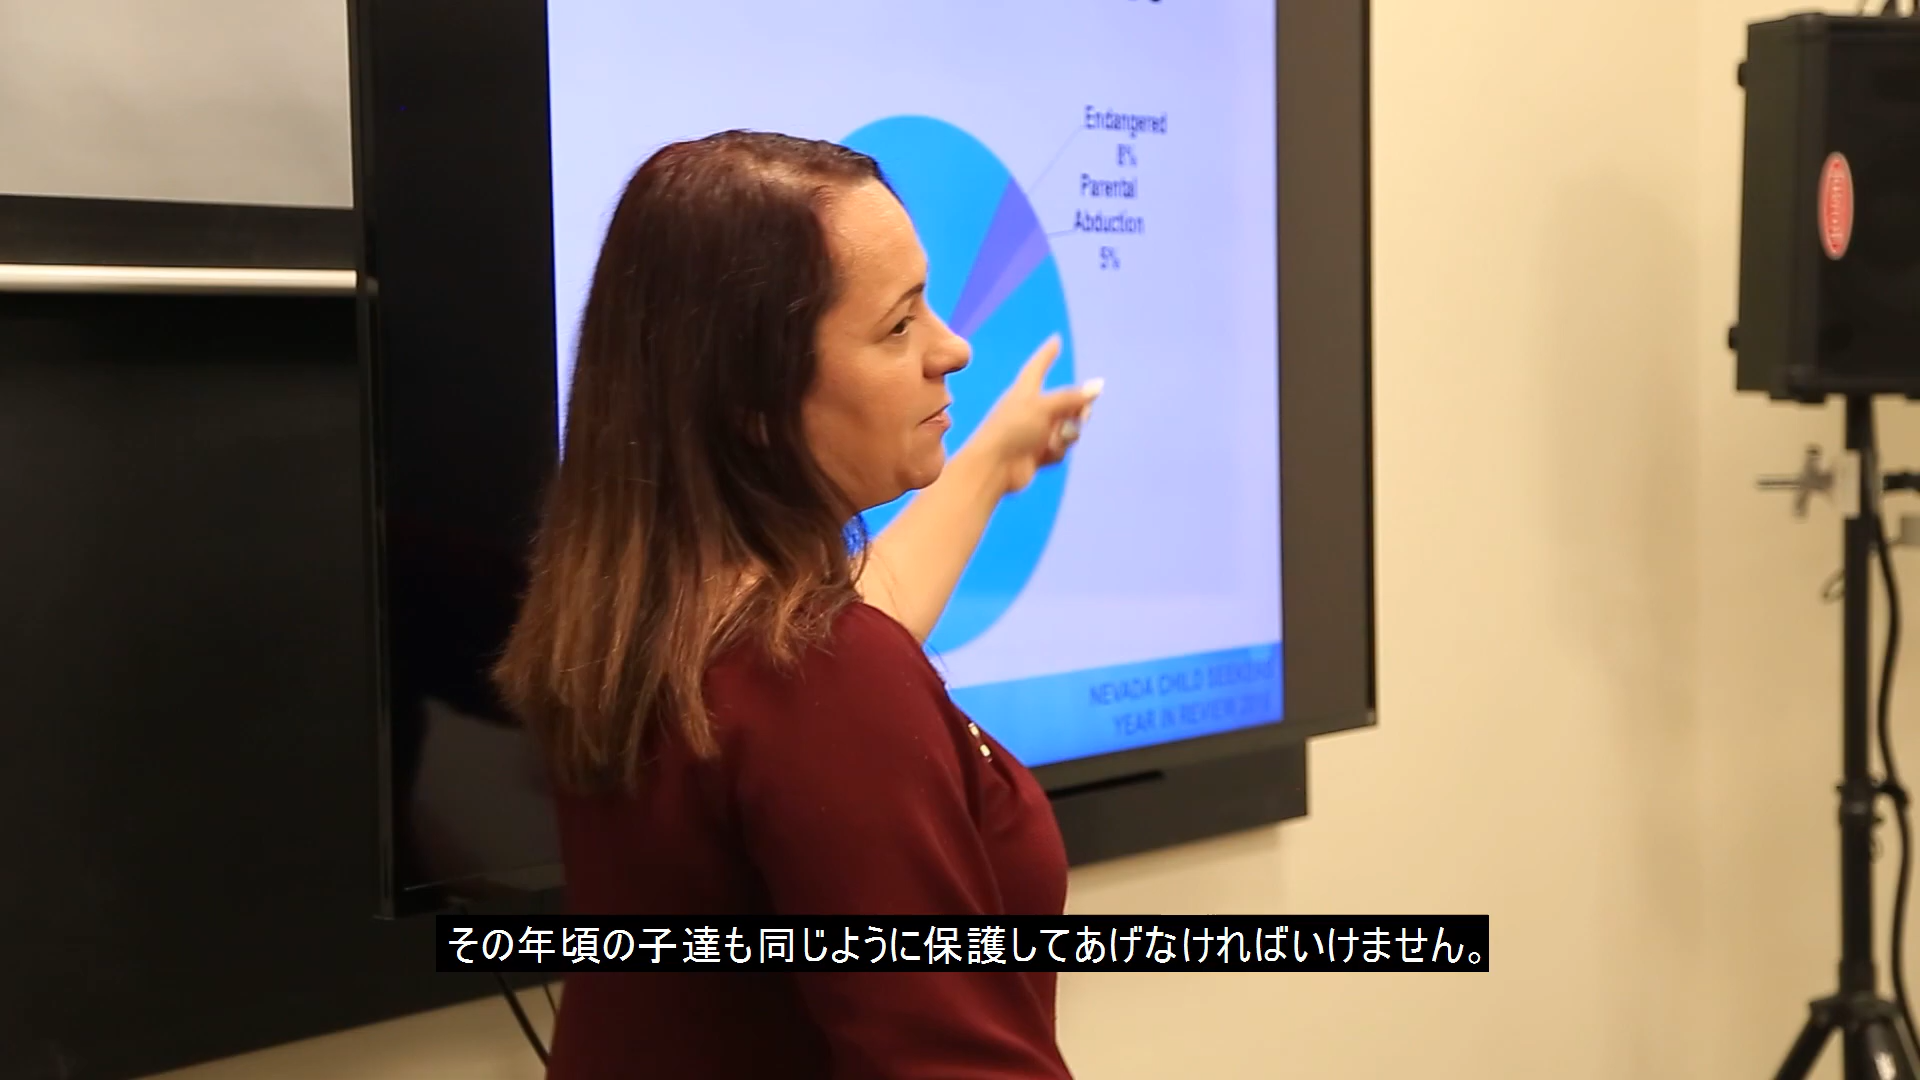 Endangered
8%
Parental
Abduction
5%
NEVADA CHILD SEEKERS
YEAR IN REVIEW
その年頃の子達も同じように保護してあげなければいけません。